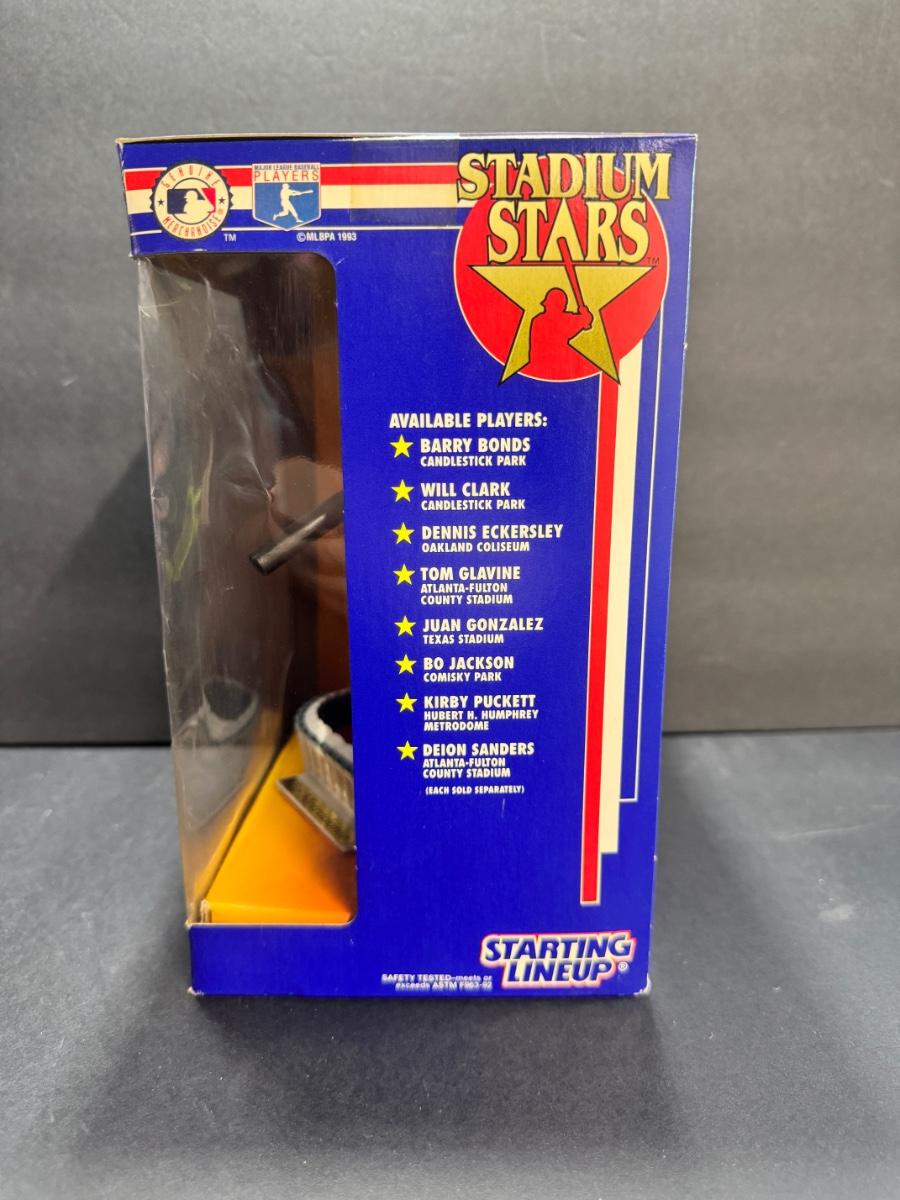 GENUINE
MERCHANDISE
TM
MAJOR LEAGUE BASEBALL
PLAYERS
©MLBPA 1993
STADIUM
STARS
TM
AVAILABLE PLAYERS:
BARRY BONDS
CANDLESTICK PARK
WILL CLARK
CANDLESTICK PARK
DENNIS ECKERSLEY
OAKLAND COLISEUM
TOM GLAVINE
ATLANTA-FULTON
COUNTY STADIUM
JUAN GONZALEZ
TEXAS STADIUM
BO JACKSON
COMISKY PARK
KIRBY PUCKETT
HUBERT H. HUMPHREY
METRODOME
DEION SANDERS
ATLANTA-FULTON
COUNTY STADIUM
(EACH SOLD SEPARATELY)
STARTING
LINEUP®
SAFETY TESTED–meets or
exceeds ASTM F963-92